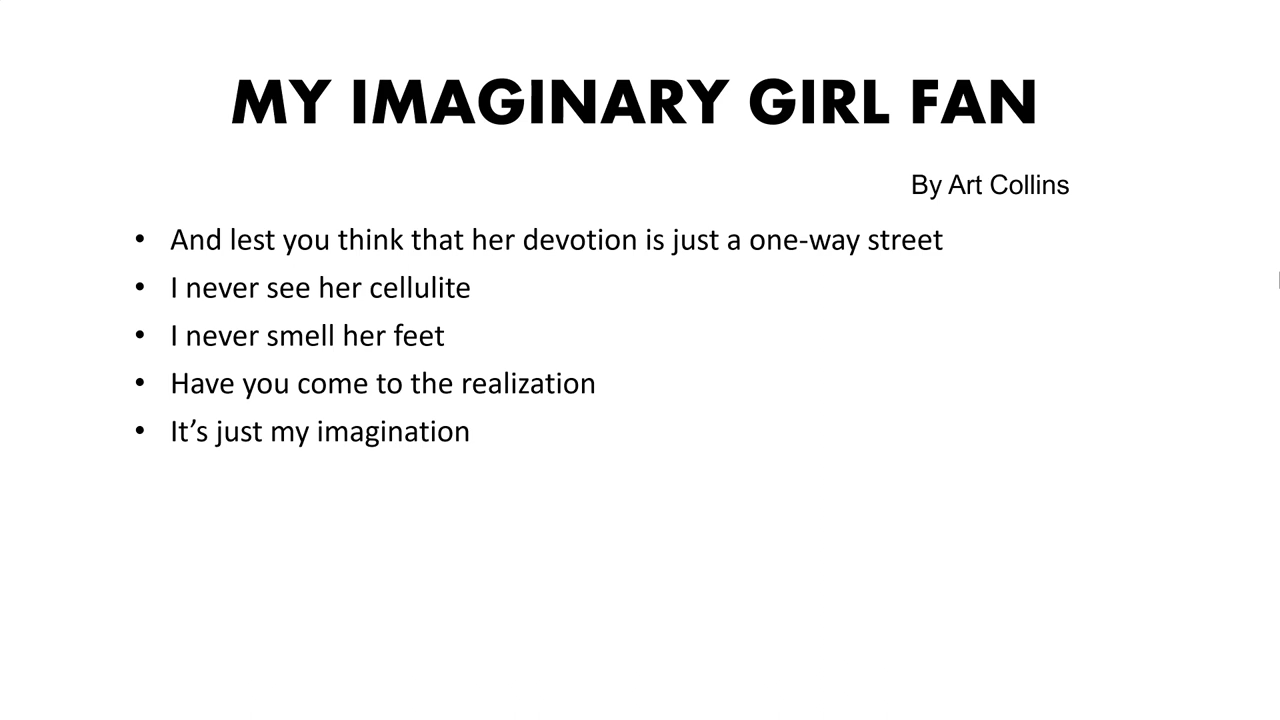 MY IMAGINARY GIRL FAN
By Art Collins
• And lest you think that her devotion is just a one-way street
• I never see her cellulite
• I never smell her feet
• Have you come to the realization
• It’s just my imagination